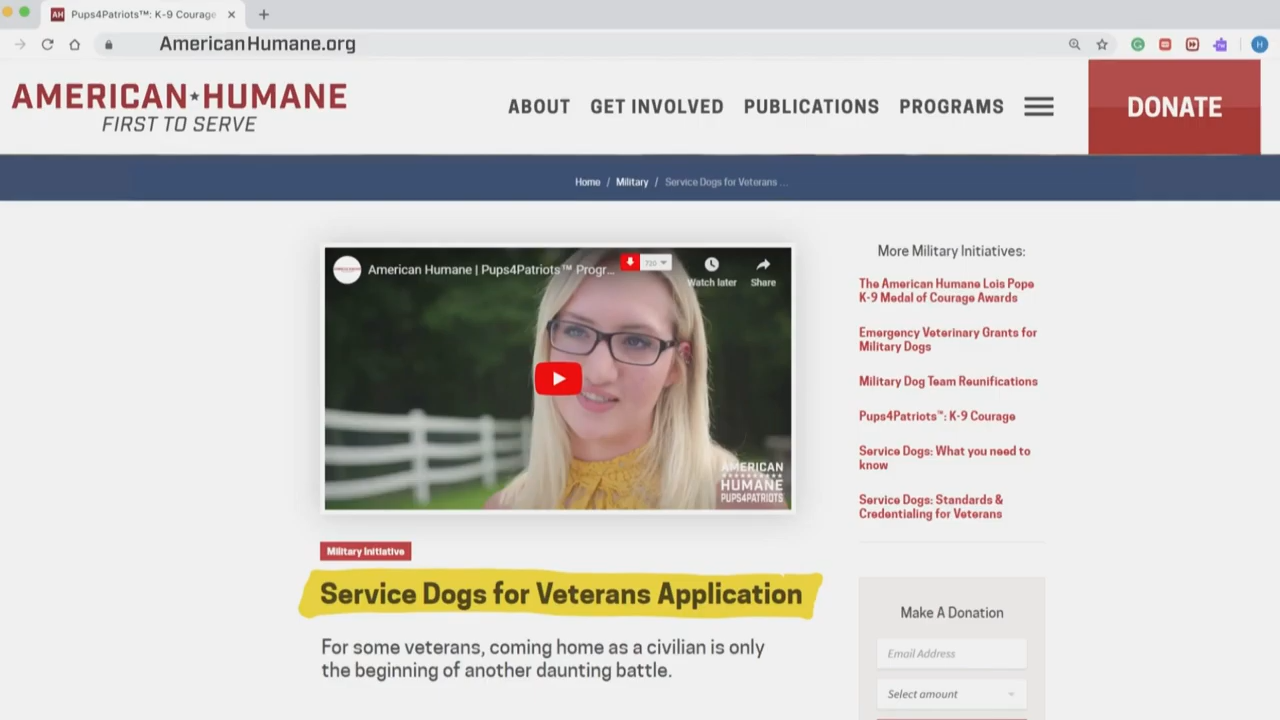 AH Pups4Patriots™: K-9 Courage
AmericanHumane.org
H
AMERICAN★HUMANE
FIRST TO SERVE
ABOUT GET INVOLVED PUBLICATIONS PROGRAMS
DONATE
Home / Military / Service Dogs for Veterans ...
American Humane | Pups4Patriots™ Progr...
720
Watch later Share
AMERICAN
HUMANE
PUPS4PATRIOTS
Military Initiative
Service Dogs for Veterans Application
For some veterans, coming home as a civilian is only
the beginning of another daunting battle.
More Military Initiatives:
The American Humane Lois Pope
K-9 Medal of Courage Awards
Emergency Veterinary Grants for
Military Dogs
Military Dog Team Reunifications
Pups4Patriots™: K-9 Courage
Service Dogs: What you need to
know
Service Dogs: Standards &
Credentialing for Veterans
Make A Donation
Email Address
Select amount